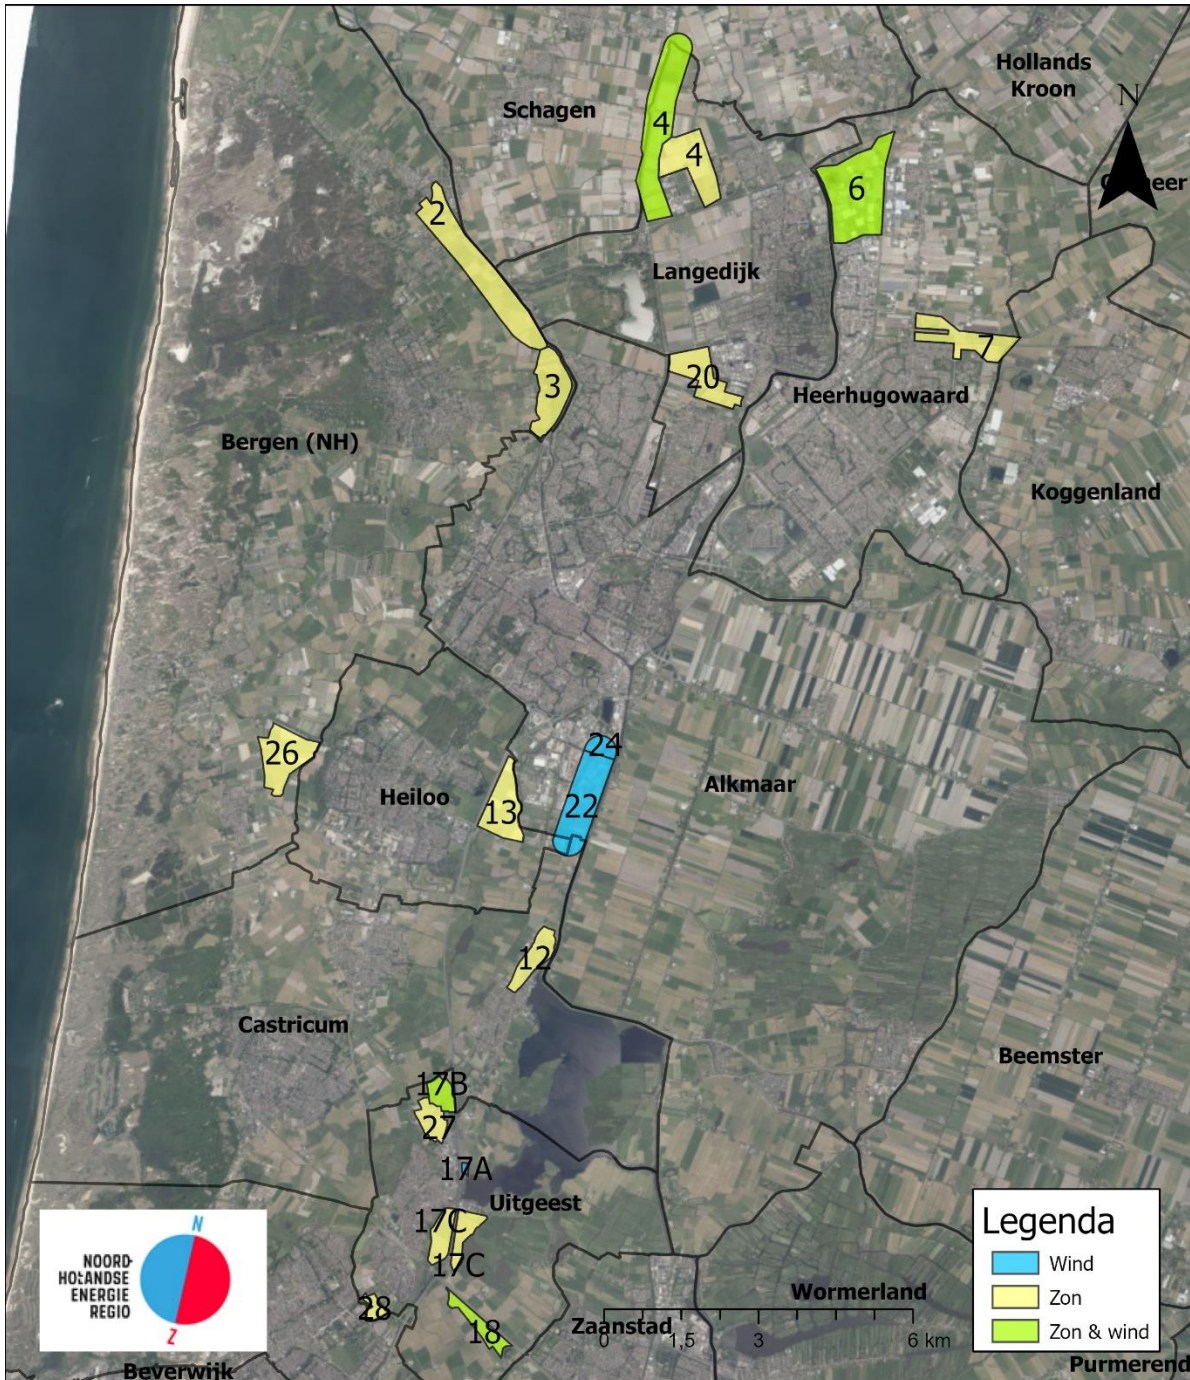 Hollands
Kroon
N
Schagen
4
4
6
meer
2
Langedijk
7
20
3
Heerhugowaard
Bergen (NH)
Koggenland
26
24
Heiloo
22
Alkmaar
13
12
Castricum
Beemster
17B
27
17A
Uitgeest
17C
17C
28
18
Zaanstad
Wormerland
0
1,5
3
6 km
Beverwijk
Purmerend
N
NOORD-
HOLLANDSE
ENERGIE
REGIO
Z
Legenda
Wind
Zon
Zon & wind